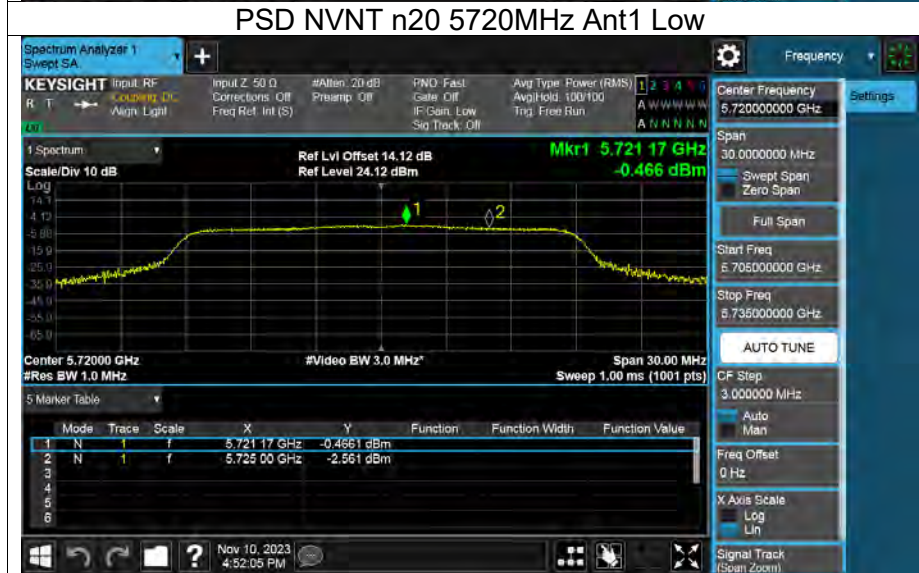 PSD NVNT n20 5720MHz Ant1 Low
Spectrum Analyzer 1
Swept SA
+
Frequency
KEYSIGHT
R T
Input: RF
Coupling: DC
Align: Light
Input Z: 50 Ω
Corrections: Off
Freq Ref: Int (S)
#Atten: 20 dB
Preamp: Off
PNO: Fast
Gate: Off
IF Gain: Low
Sig Track: Off
Avg Type: Power (RMS)
Avg|Hold: 100/100
Trig: Free Run
1 2 3 4 5 6
A W W W W W
A N N N N N
1 Spectrum
Scale/Div 10 dB
Log
Ref Lvl Offset 14.12 dB
Ref Level 24.12 dBm
Mkr1 5.721 17 GHz
-0.466 dBm
14.1
4.12
-5.88
-15.9
-25.9
-35.9
-45.9
-55.9
-65.9
1
2
Center 5.72000 GHz
#Res BW 1.0 MHz
#Video BW 3.0 MHz*
Span 30.00 MHz
Sweep 1.00 ms (1001 pts)
5 Marker Table
Mode Trace Scale X Y Function Function Width Function Value
1 N 1 f 5.721 17 GHz -0.4661 dBm
2 N 1 f 5.725 00 GHz -2.561 dBm
3
4
5
6
?
Nov 10, 2023
4:52:05 PM
Center Frequency
5.720000000 GHz
Settings
Span
30.0000000 MHz
Swept Span
Zero Span
Full Span
Start Freq
5.705000000 GHz
Stop Freq
5.735000000 GHz
AUTO TUNE
CF Step
3.000000 MHz
Auto
Man
Freq Offset
0 Hz
X Axis Scale
Log
Lin
Signal Track
(Span Zoom)